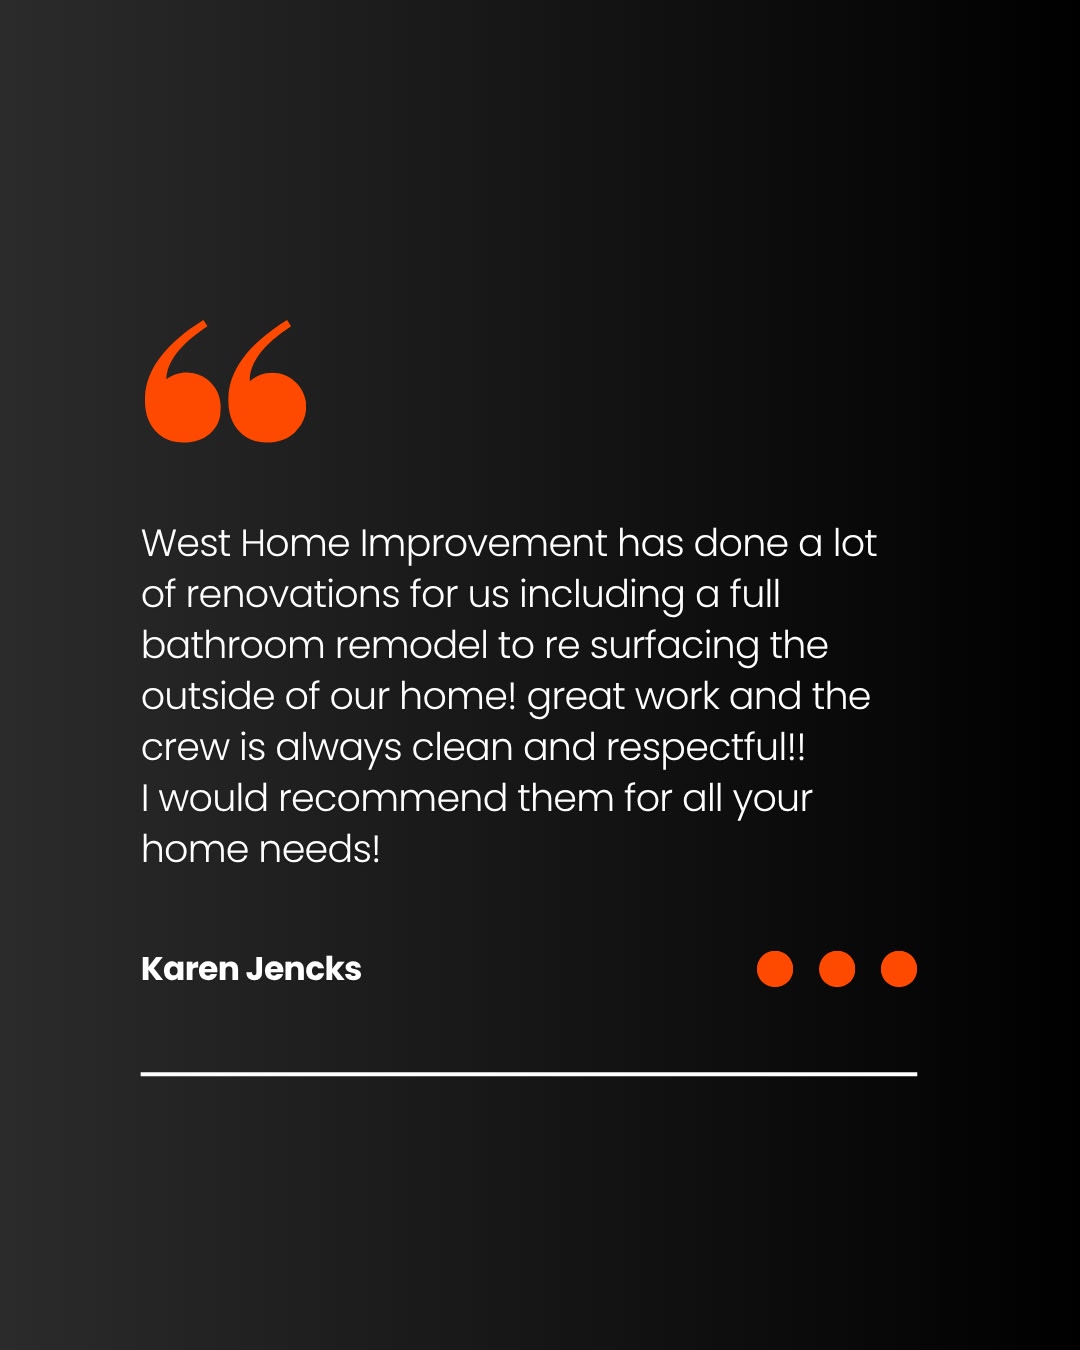 West Home Improvement has done a lot
of renovations for us including a full
bathroom remodel to re surfacing the
outside of our home! great work and the
crew is always clean and respectful!!
I would recommend them for all your
home needs!
Karen Jencks